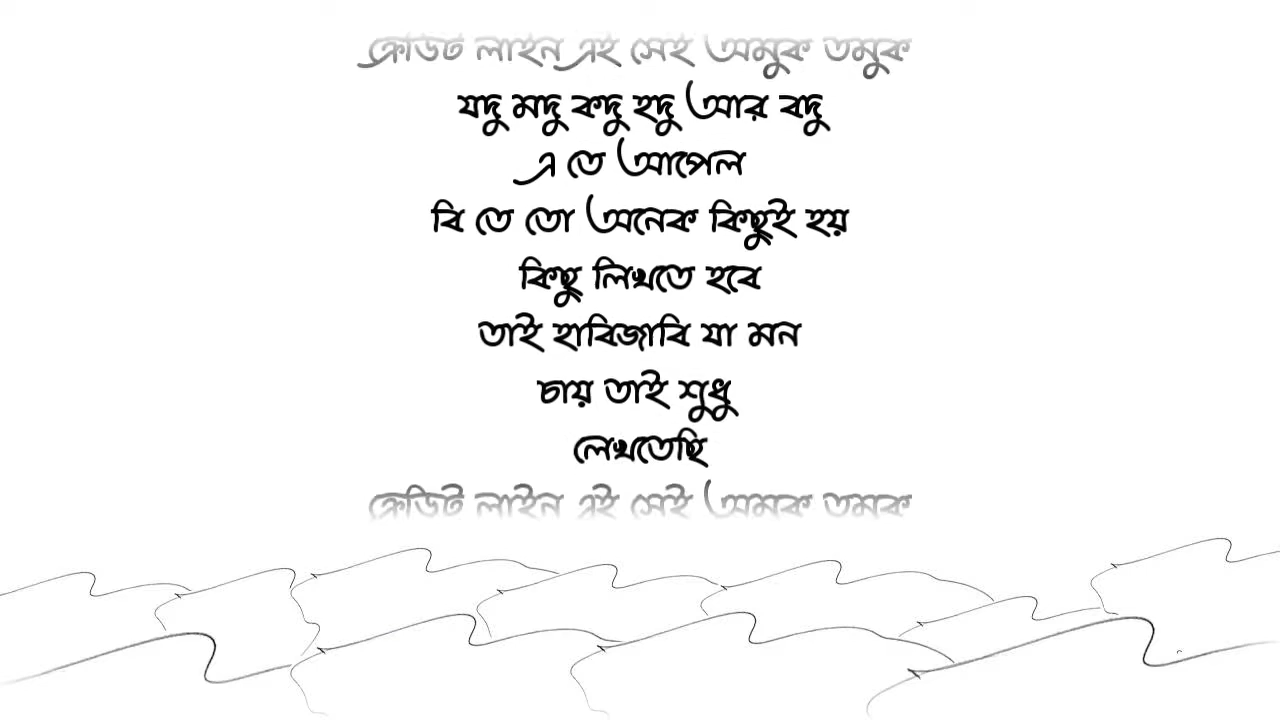 ক্রেডিট লাইন এই সেই অমুক তমুক
যদু মদু কদু হদু আর বদু
এ তে আপেল
বি তে তো অনেক কিছুই হয়
কিছু লিখতে হবে
তাই হাবিজাবি যা মন
চায় তাই শুধু
লেখতেছি
ক্রেডিট লাইন এই সেই অমুক তমুক